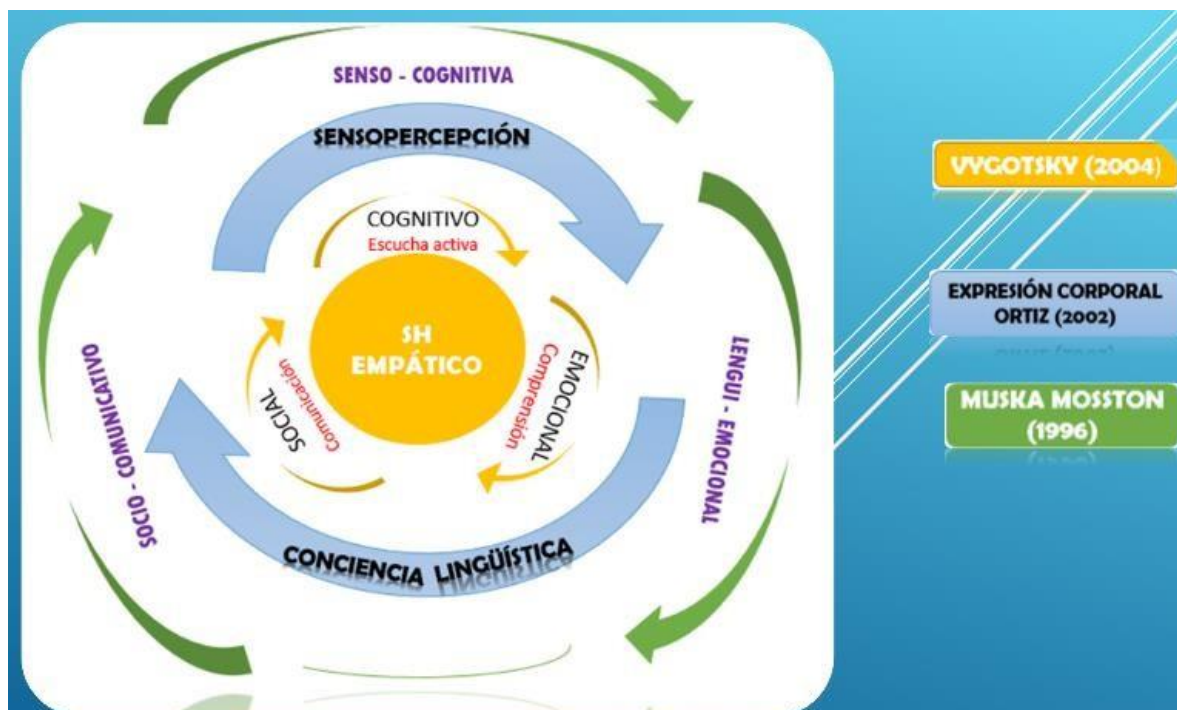 SENSO - COGNITIVA
SENSOPERCEPCIÓN
COGNITIVO
Escucha activa
SH
EMPÁTICO
EMOCIONAL
Comprensión
SOCIAL
Comunicación
LENGUI - EMOCIONAL
SOCIO - COMUNICATIVO
CONCIENCIA LINGÜÍSTICA
VYGOTSKY (2004)
EXPRESIÓN CORPORAL
ORTIZ (2002)
MUSKA MOSSTON
(1996)